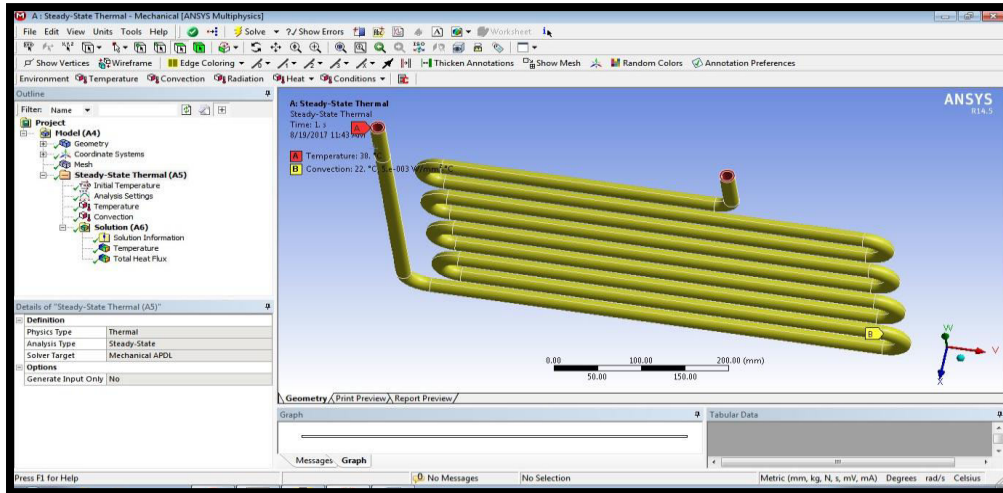 A : Steady-State Thermal - Mechanical [ANSYS Multiphysics]
File Edit View Units Tools Help Solve ?/ Show Errors Worksheet
Show Vertices Wireframe Edge Coloring Thicken Annotations Show Mesh Random Colors Annotation Preferences
Environment Temperature Convection Radiation Heat Conditions
Outline
Filter: Name
Project
Model (A4)
Geometry
Coordinate Systems
Mesh
Steady-State Thermal (A5)
Initial Temperature
Analysis Settings
Temperature
Convection
Solution (A6)
Solution Information
Temperature
Total Heat Flux
Details of "Steady-State Thermal (A5)"
Definition
Physics Type Thermal
Analysis Type Steady-State
Solver Target Mechanical APDL
Options
Generate Input Only No
A: Steady-State Thermal
Steady-State Thermal
Time: 1. s
8/19/2017 11:43
A
A Temperature: 30. °C
B Convection: 22. °C, 5.e-003 W/mm²·°C
ANSYS
R14.5
B
0.00 100.00 200.00 (mm)
50.00 150.00
Geometry Print Preview Report Preview
Graph
Tabular Data
Messages Graph
Press F1 for Help No Messages No Selection Metric (mm, kg, N, s, mV, mA) Degrees rad/s Celsius